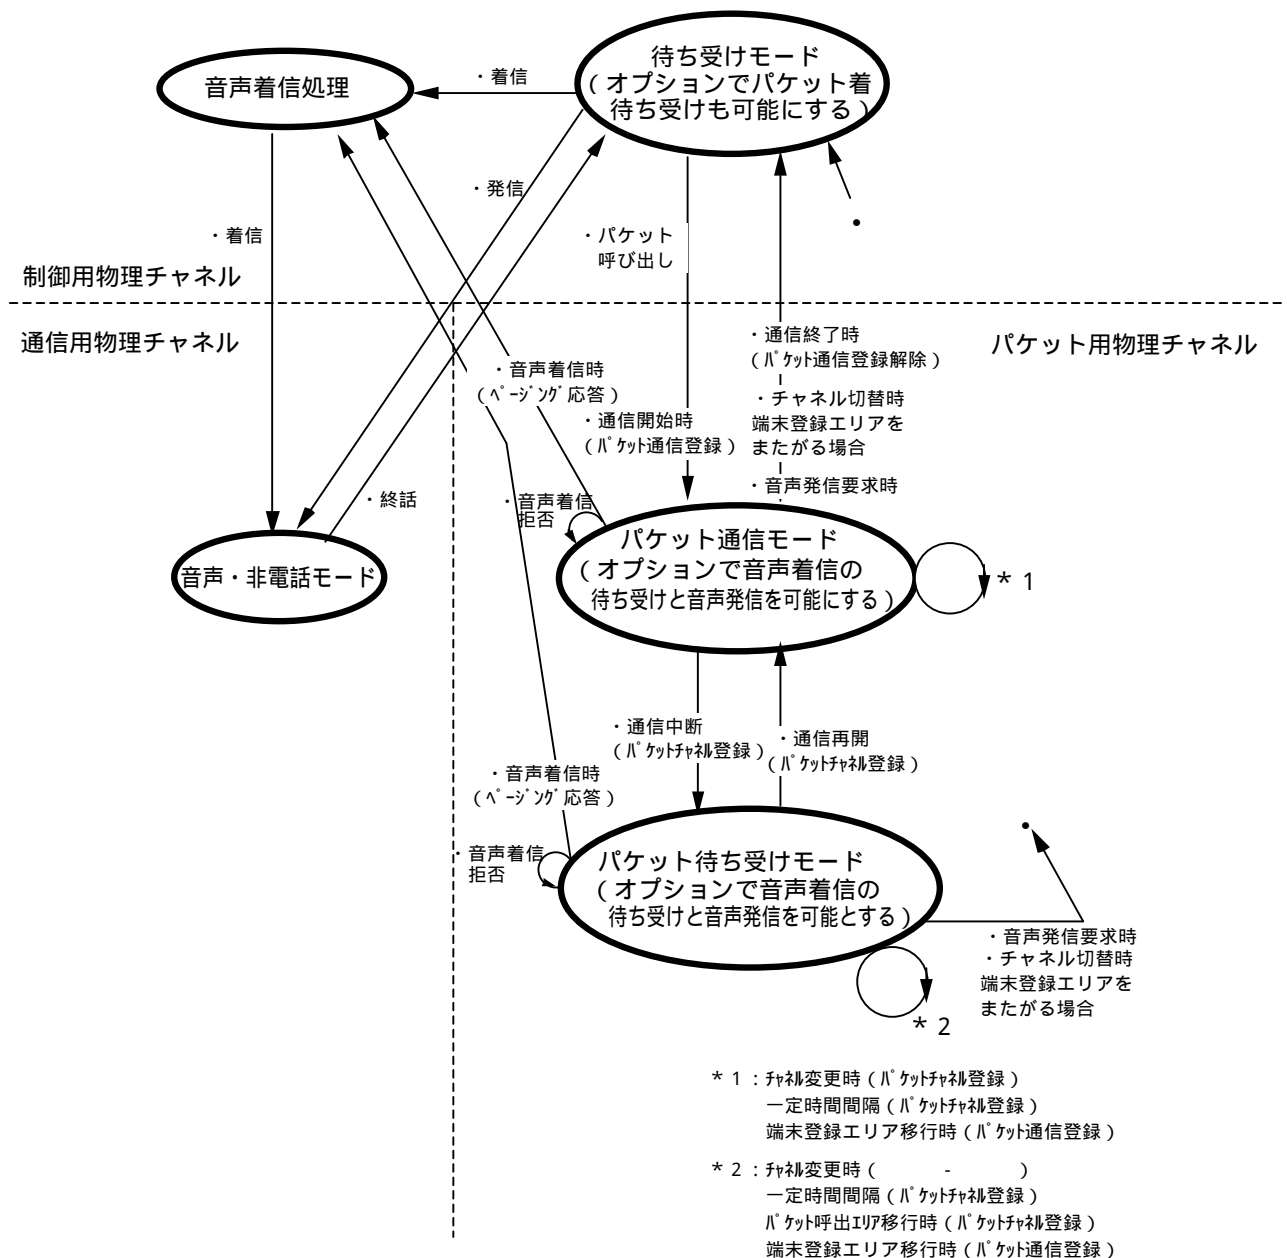 待ち受けモード
(オプションでパケット着
待ち受けも可能にする)
音声着信処理
・着信
・発信
・着信
・パケット
呼び出し
制御用物理チャネル
通信用物理チャネル
パケット用物理チャネル
・通信終了時
(パケット通信登録解除)
・チャネル切替時
端末登録エリアを
またがる場合
・音声発信要求時
・音声着信時
(ページング応答)
・通信開始時
(パケット通信登録)
・終話
・音声着信
拒否
音声・非電話モード
パケット通信モード
(オプションで音声着信の
待ち受けと音声発信を可能にする)
* 1
・通信中断
(パケットチャネル登録)
・通信再開
(パケットチャネル登録)
・音声着信時
(ページング応答)
・音声着信
拒否
パケット待ち受けモード
(オプションで音声着信の
待ち受けと音声発信を可能とする)
・音声発信要求時
・チャネル切替時
端末登録エリアを
またがる場合
* 2
* 1 : チャネル変更時(パケットチャネル登録)
一定時間間隔(パケットチャネル登録)
端末登録エリア移行時(パケット通信登録)
* 2 : チャネル変更時( - )
一定時間間隔(パケットチャネル登録)
パケット呼出エリア移行時(パケットチャネル登録)
端末登録エリア移行時(パケット通信登録)